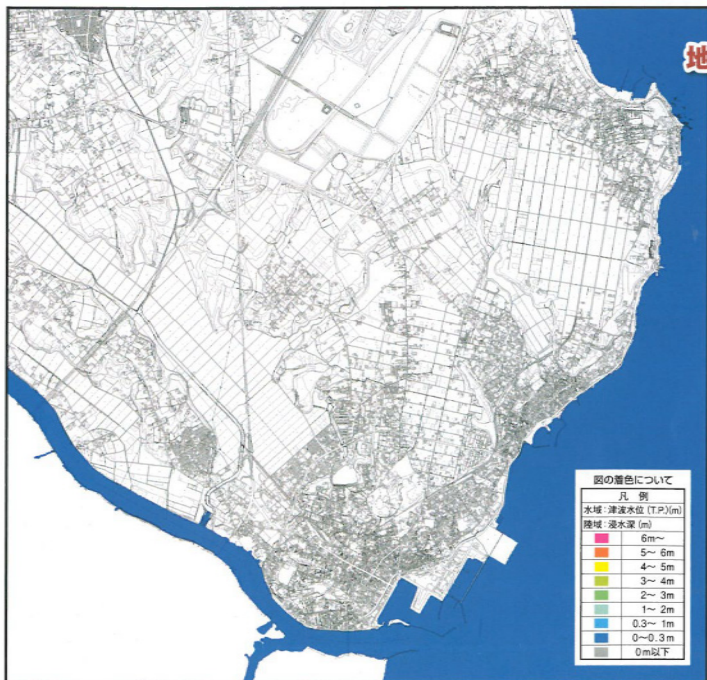 地
図の着色について
凡 例
水域:津波水位(T.P.)(m)
陸域:浸水深(m)
6m~
5~ 6m
4~ 5m
3~ 4m
2~ 3m
1~ 2m
0.3~ 1m
0~0.3m
0m以下